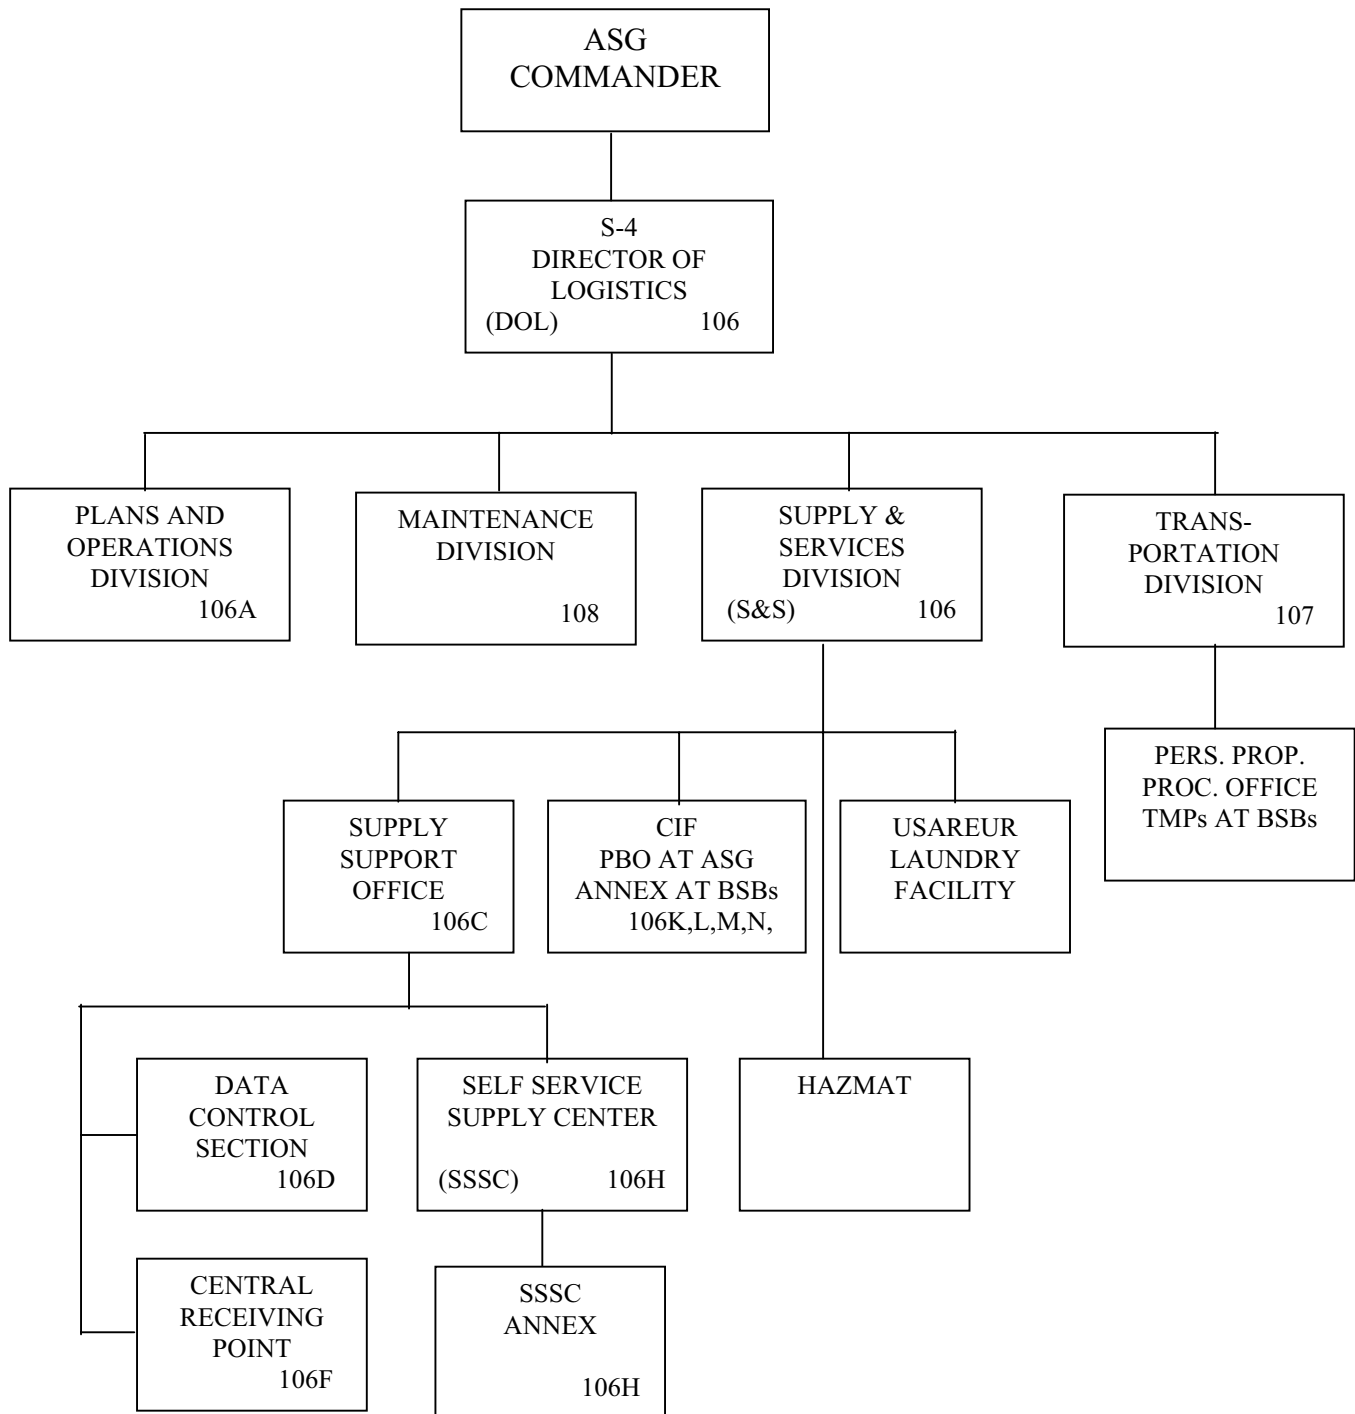 ASG
COMMANDER
S-4
DIRECTOR OF
LOGISTICS
(DOL) 106
PLANS AND
OPERATIONS
DIVISION
106A
MAINTENANCE
DIVISION
108
SUPPLY &
SERVICES
DIVISION
(S&S) 106
TRANS-
PORTATION
DIVISION
107
PERS. PROP.
PROC. OFFICE
TMPs AT BSBs
SUPPLY
SUPPORT
OFFICE
106C
CIF
PBO AT ASG
ANNEX AT BSBs
106K,L,M,N,
USAREUR
LAUNDRY
FACILITY
DATA
CONTROL
SECTION
106D
SELF SERVICE
SUPPLY CENTER
(SSSC) 106H
HAZMAT
CENTRAL
RECEIVING
POINT
106F
SSSC
ANNEX
106H